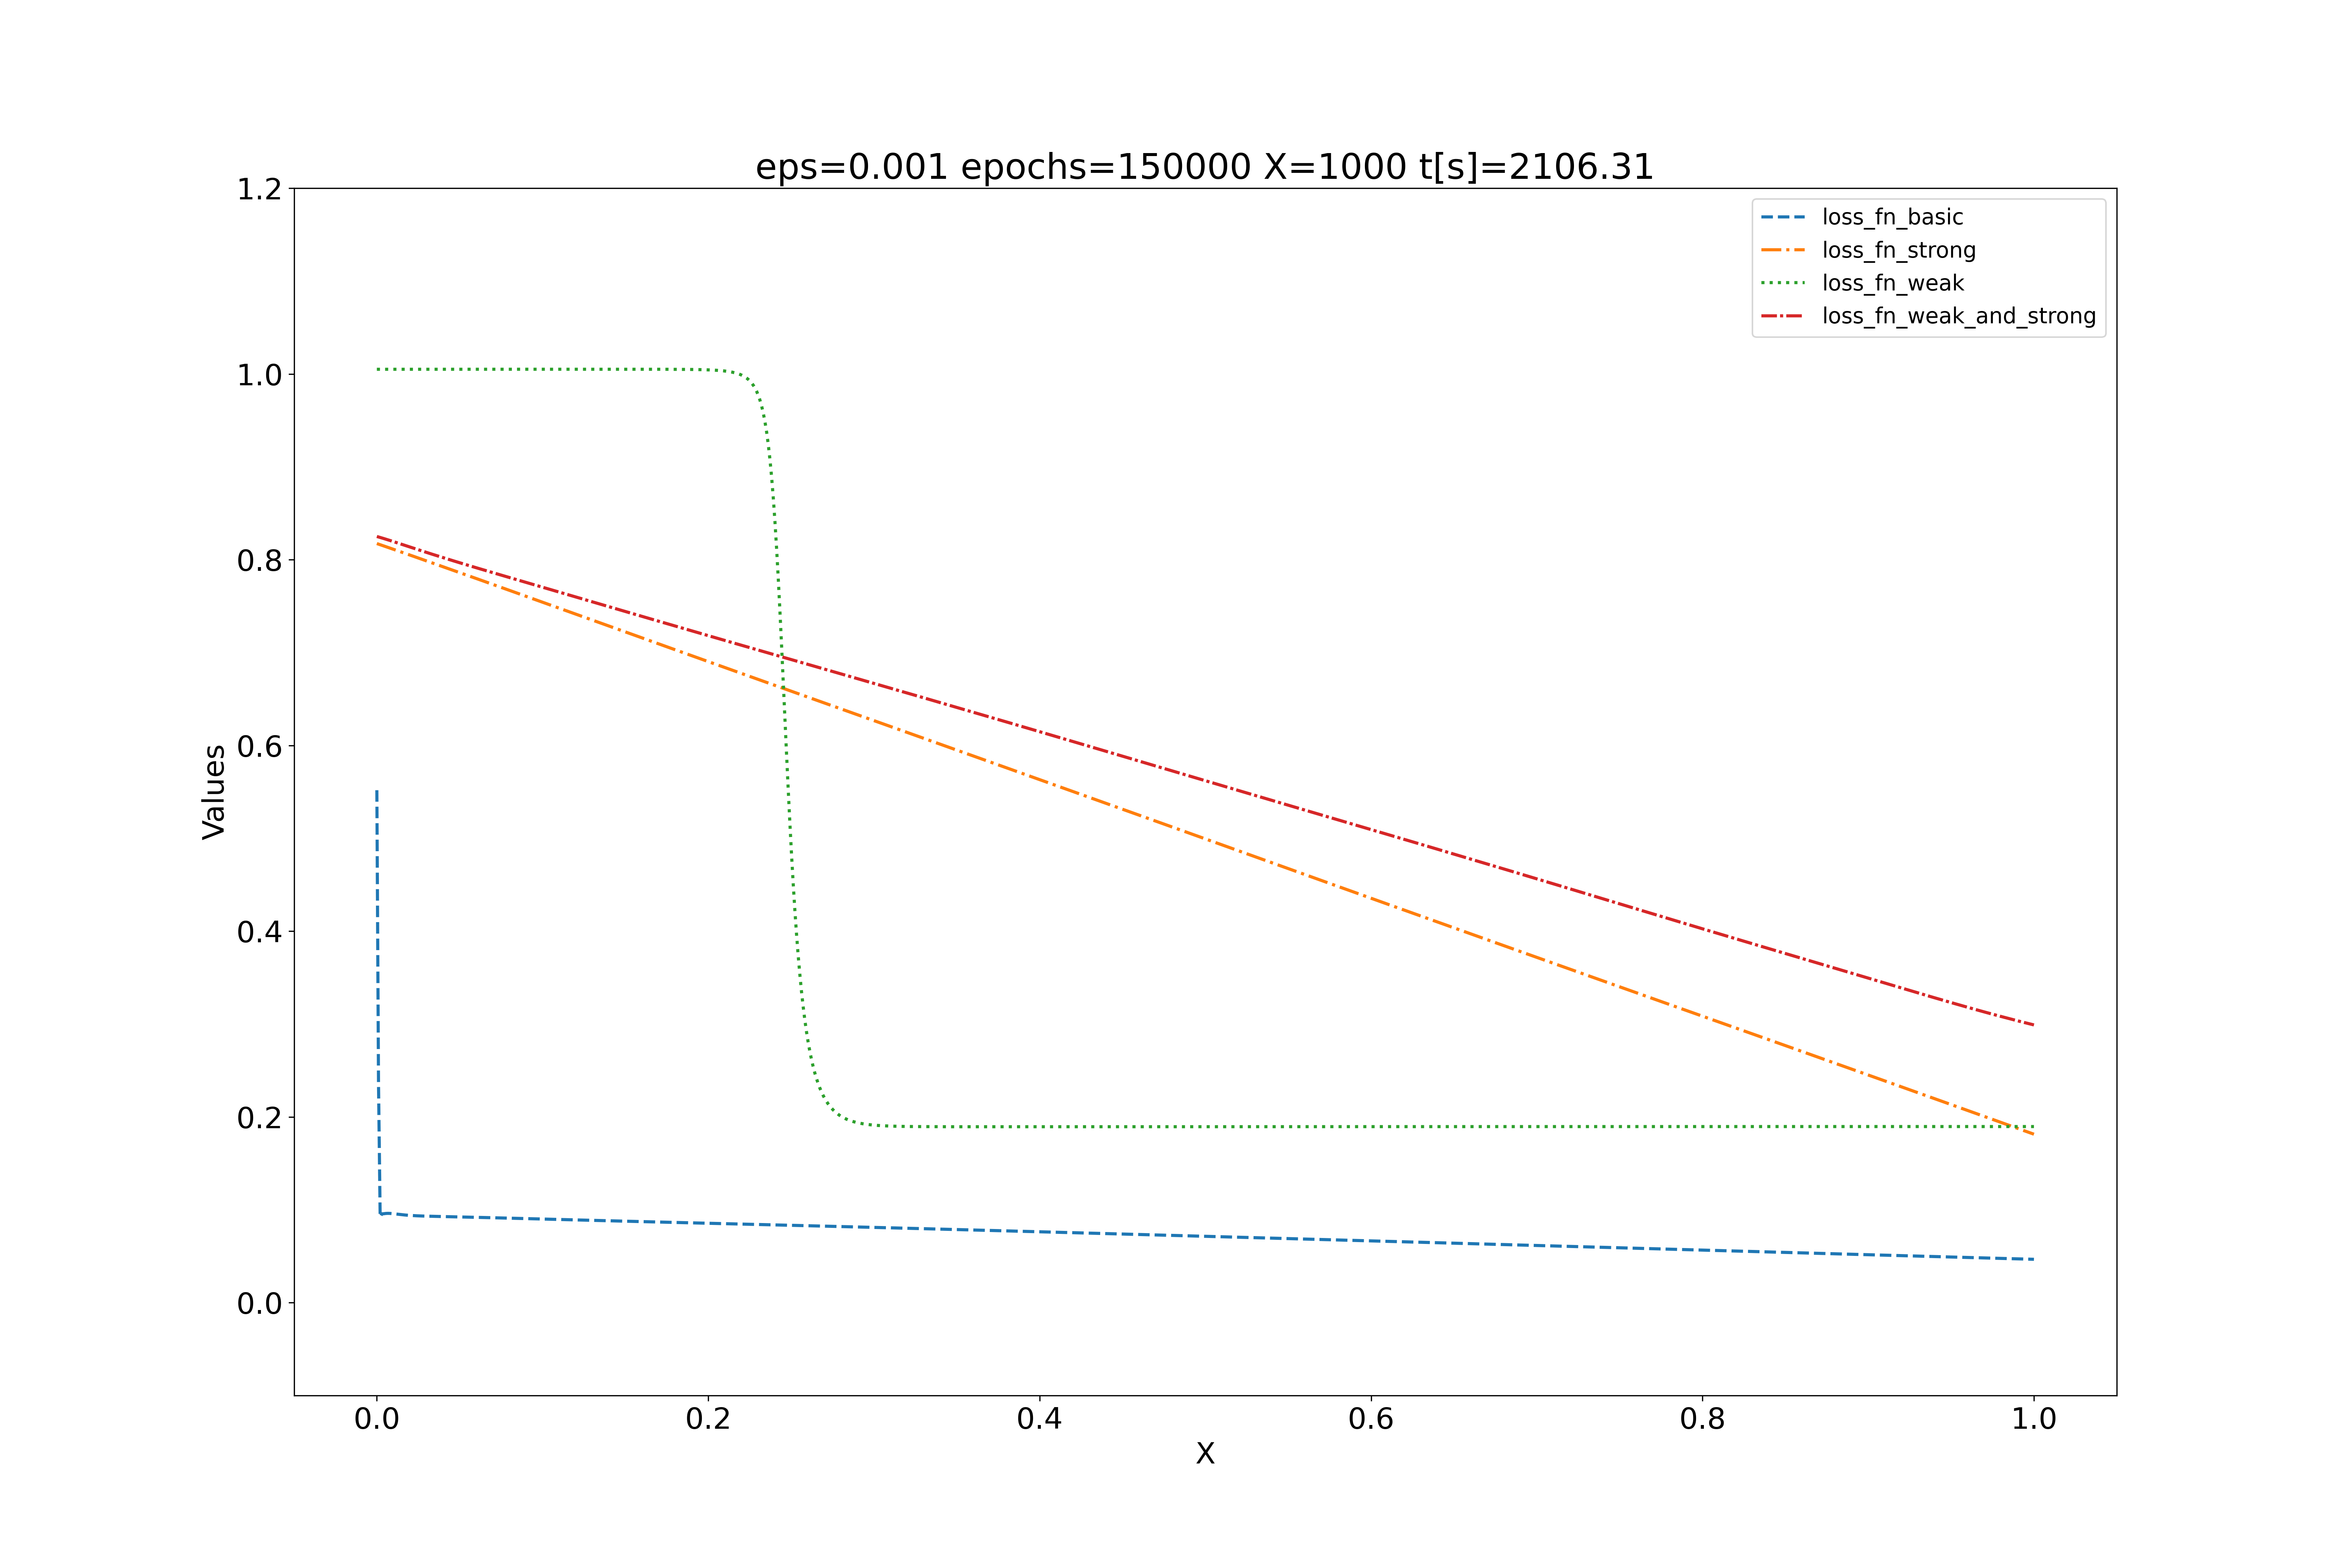 eps=0.001 epochs=150000 X=1000 t[s]=2106.31
1.2
1.0
0.8
0.6
0.4
0.2
0.0
Values
loss_fn_basic
loss_fn_strong
loss_fn_weak
loss_fn_weak_and_strong
0.0 0.2 0.4 0.6 0.8 1.0
X